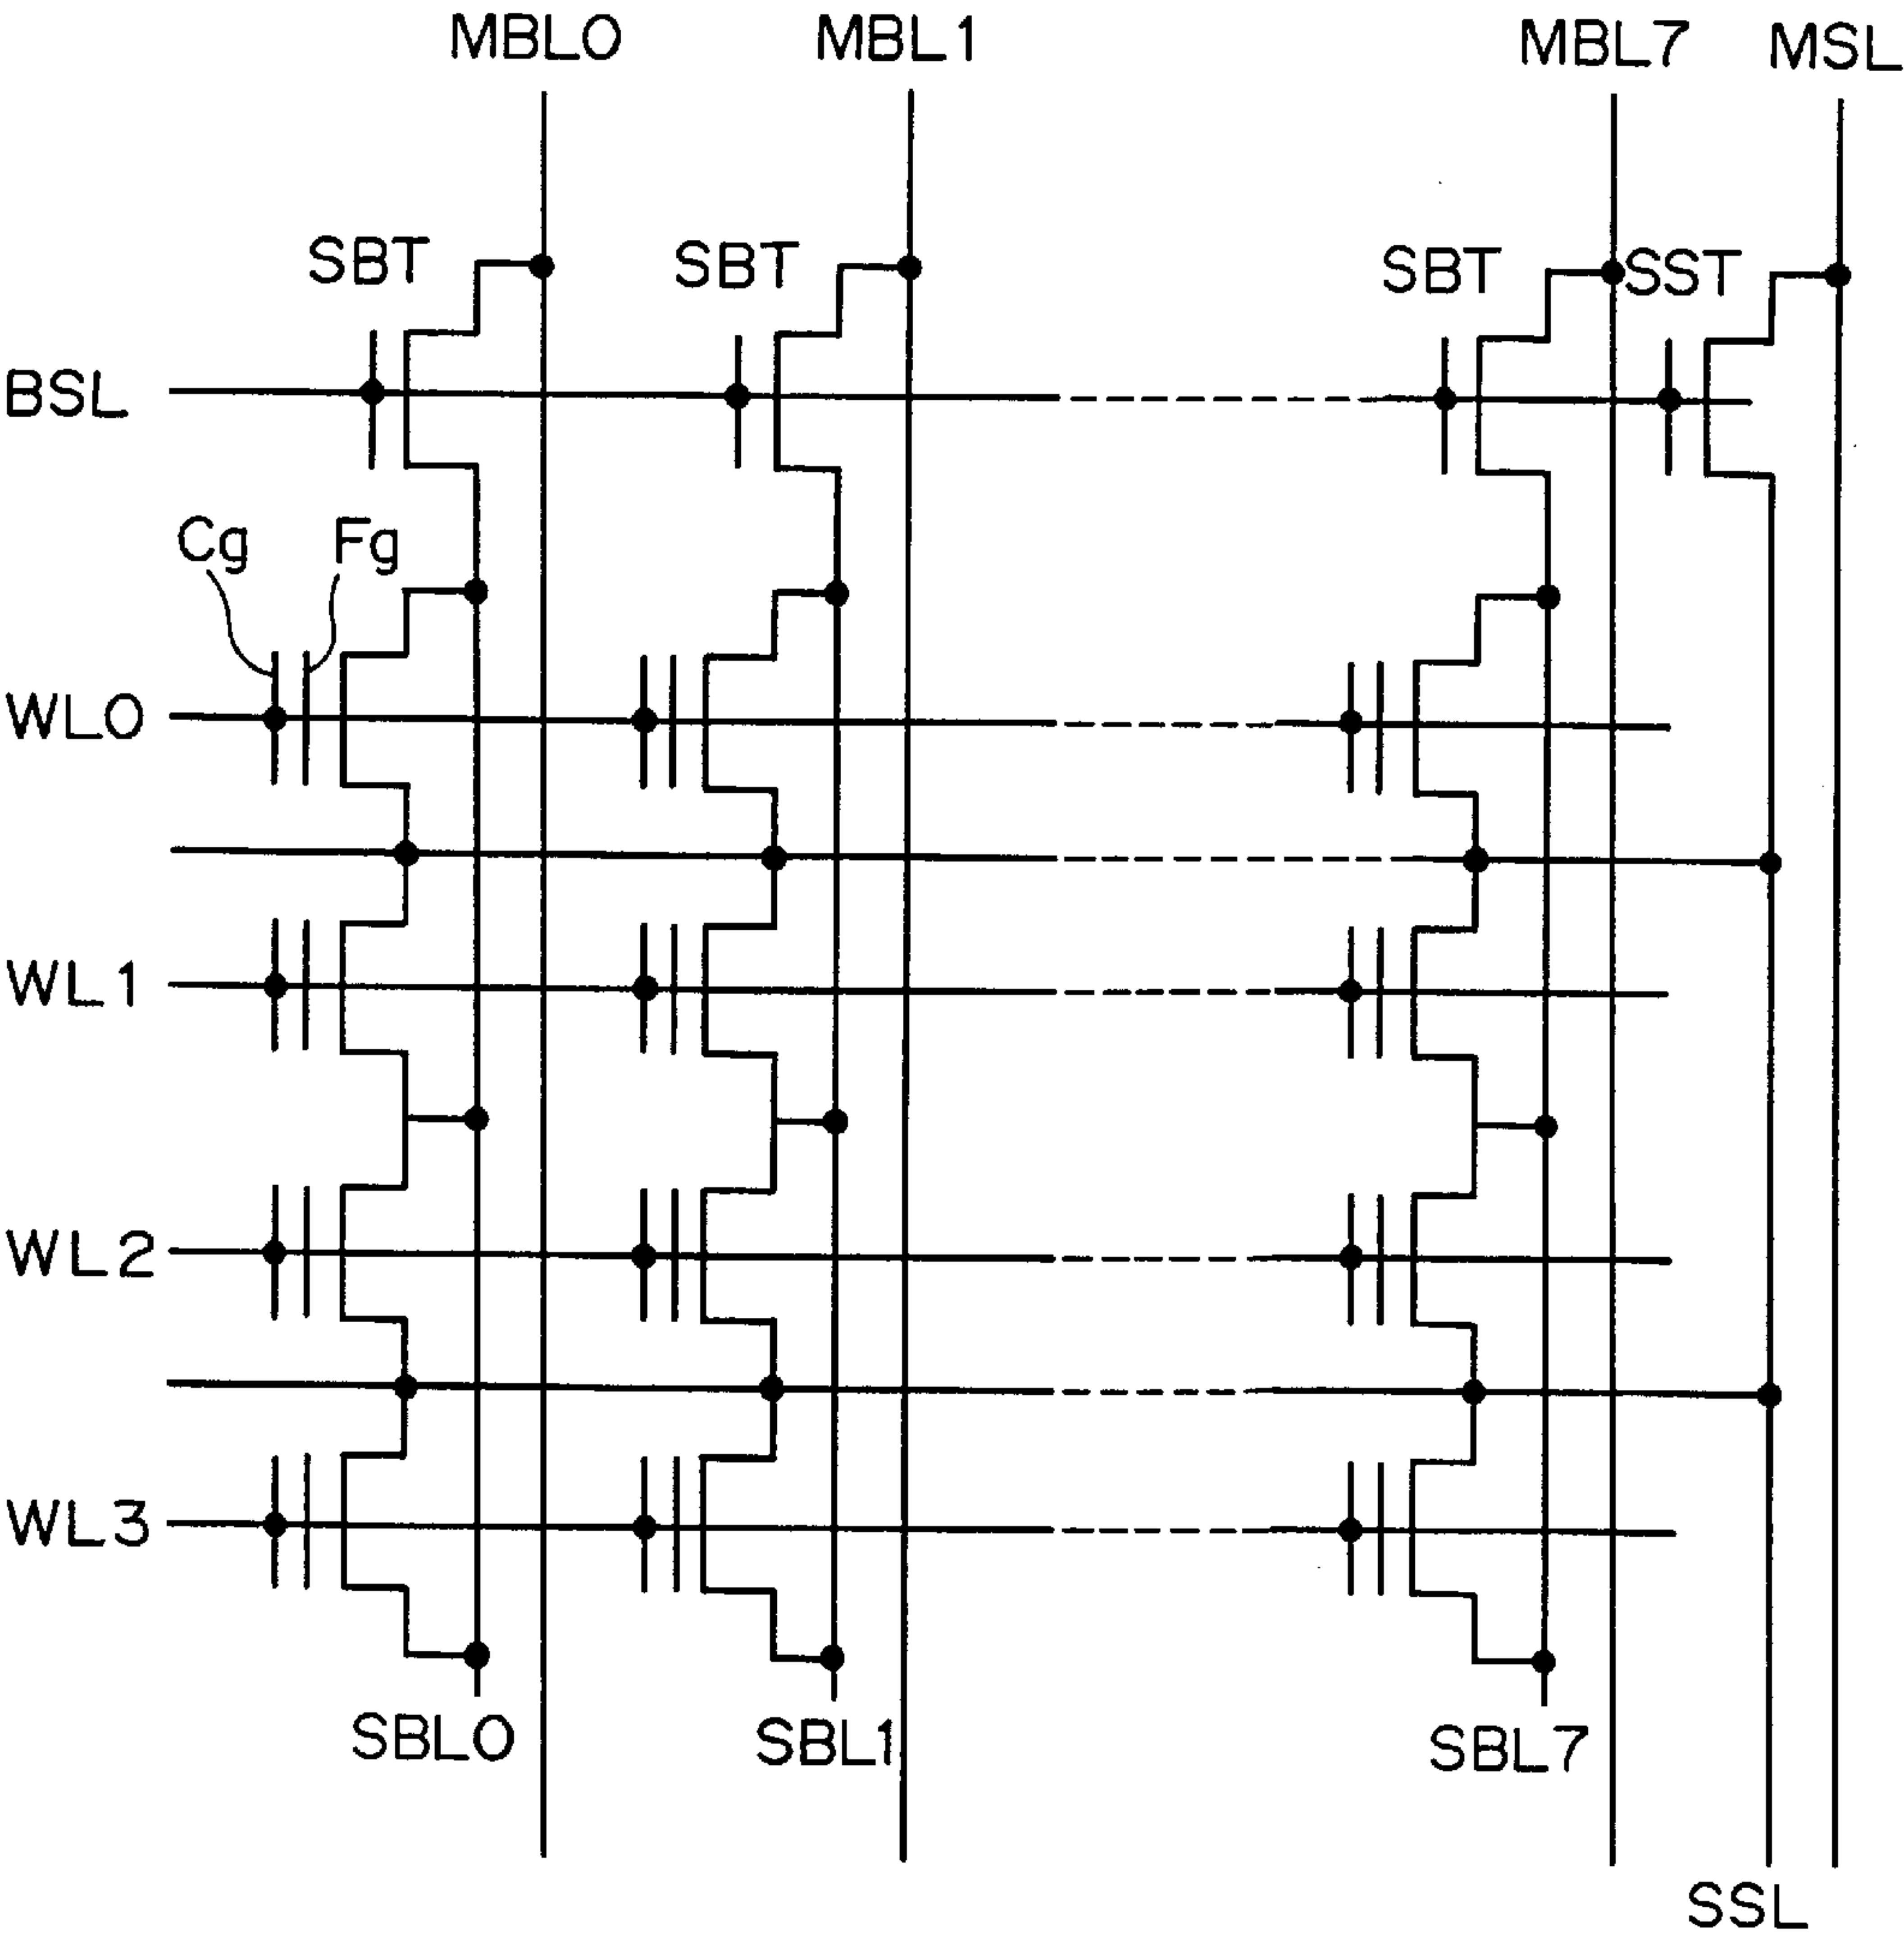 MBL0 MBL1 MBL7 MSL
SBT SBT SBT SST
BSL
Cg Fg
WL0
WL1
WL2
WL3
SBL0 SBL1 SBL7
SSL